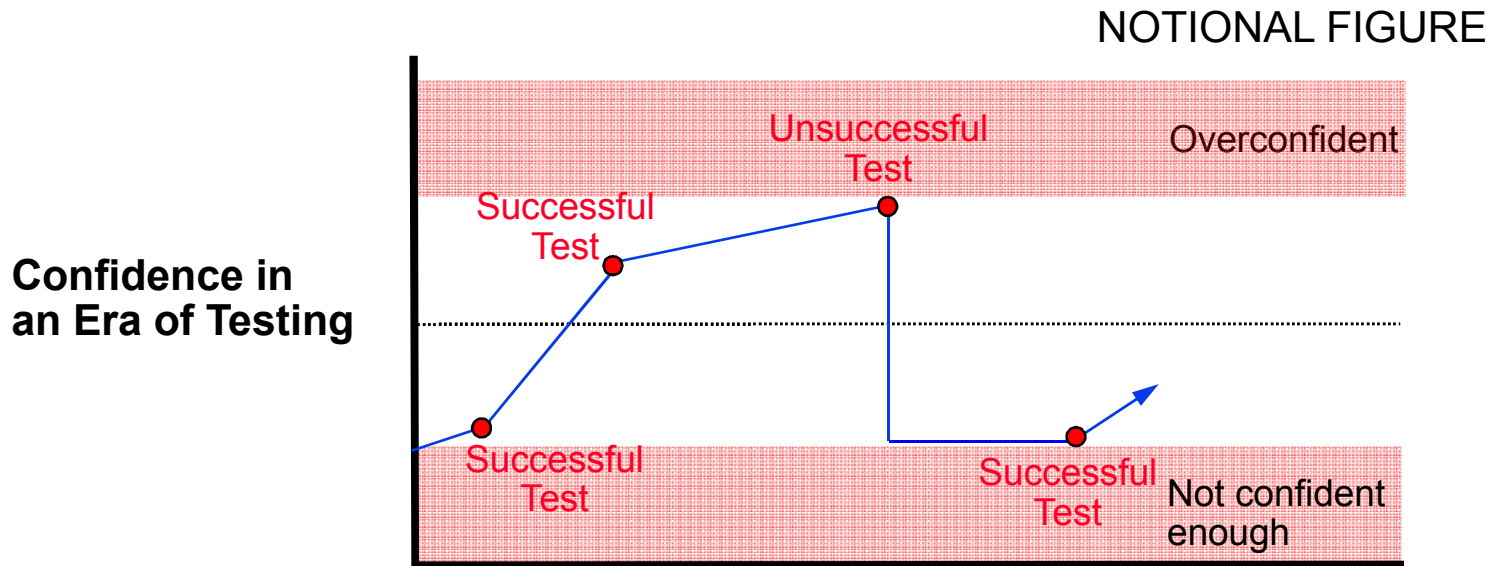 NOTIONAL FIGURE
Unsuccessful
Test
Overconfident
Successful
Test
Confidence in
an Era of Testing
Successful
Test
Successful
Test
Not confident
enough